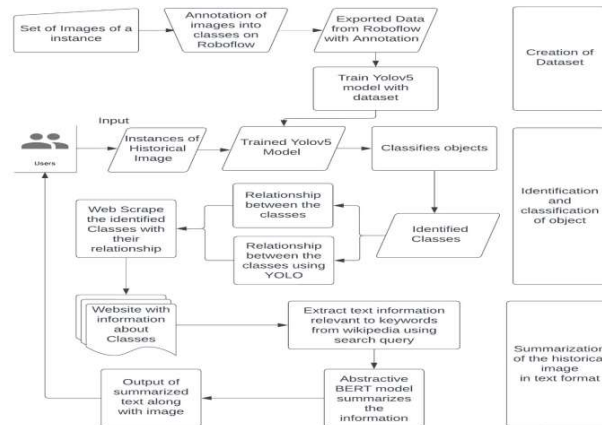 Set of Images of a
instance
Annotation of
images into
classes on
Roboflow
Exported Data
from Roboflow
with Annotation
Creation of
Dataset
Train Yolov5
model with
dataset
Input
Users
Instances of
Historical
Image
Trained Yolov5
Model
Classifies objects
Identification
and
classification
of object
Relationship
between the
classes
Web Scrape
the identified
Classes with
their
relationship
Relationship
between the
classes using
YOLO
Identified
Classes
Website with
information
about
Classes
Extract text information
relevant to keywords
from wikipedia using
search query
Summarization
of the historical
image
in text format
Output of
summarized
text along
with image
Abstractive
BERT model
summarizes
the
information